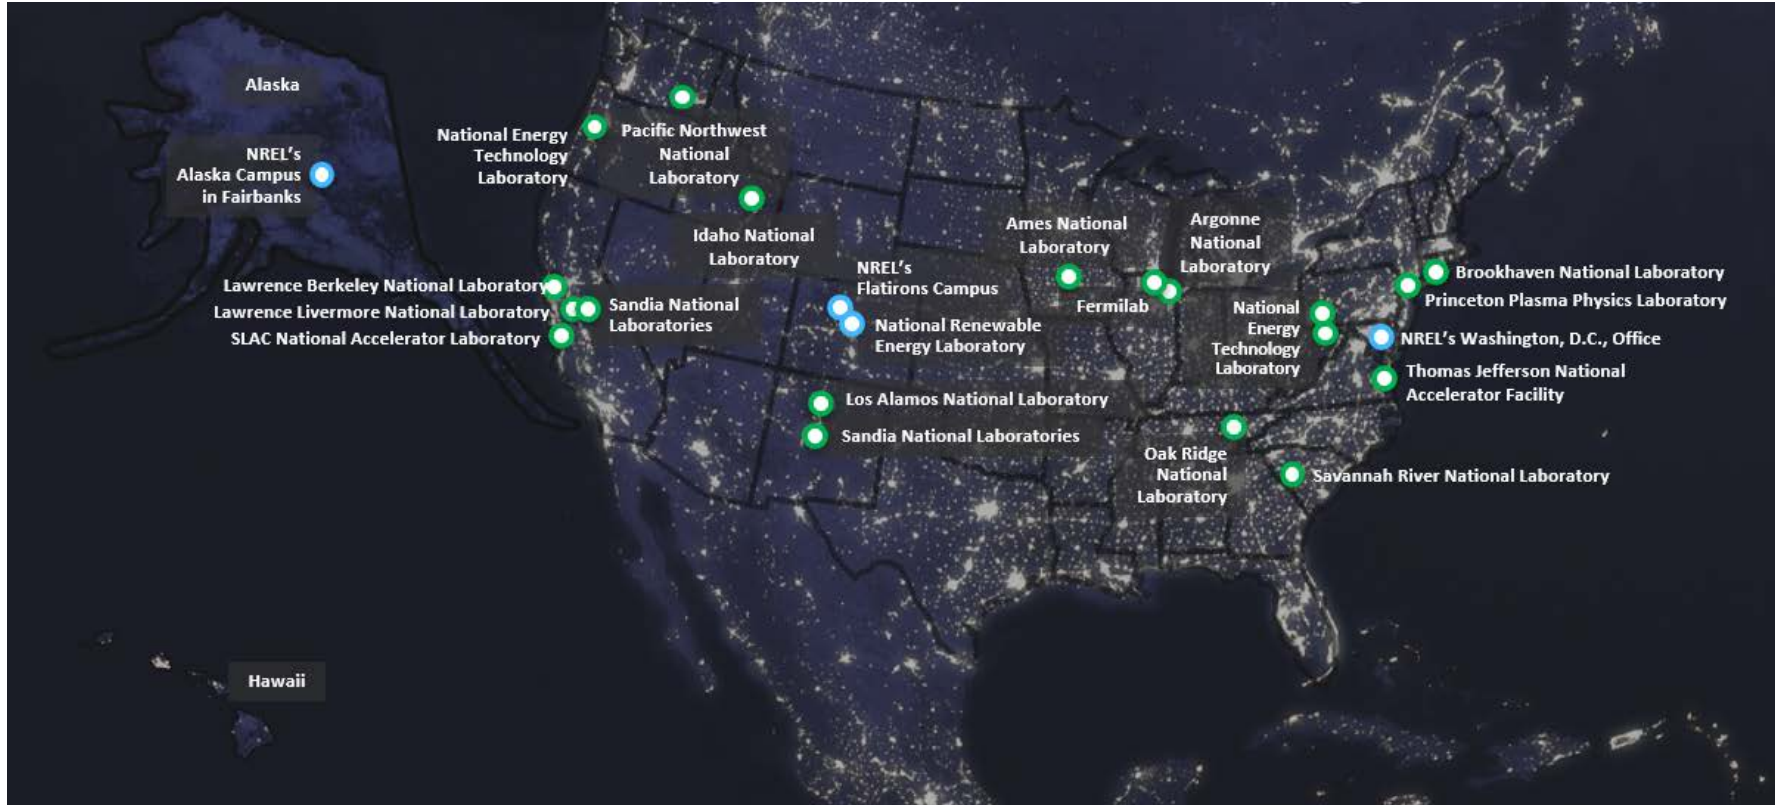 Alaska
NREL's
Alaska Campus
in Fairbanks
National Energy
Technology
Laboratory
Pacific Northwest
National
Laboratory
Idaho National
Laboratory
Lawrence Berkeley National Laboratory
Lawrence Livermore National Laboratory
SLAC National Accelerator Laboratory
Sandia National
Laboratories
NREL's
Flatirons Campus
National Renewable
Energy Laboratory
Los Alamos National Laboratory
Sandia National Laboratories
Ames National
Laboratory
Argonne
National
Laboratory
Fermilab
National
Energy
Technology
Laboratory
Brookhaven National Laboratory
Princeton Plasma Physics Laboratory
NREL's Washington, D.C., Office
Thomas Jefferson National
Accelerator Facility
Oak Ridge
National
Laboratory
Savannah River National Laboratory
Hawaii